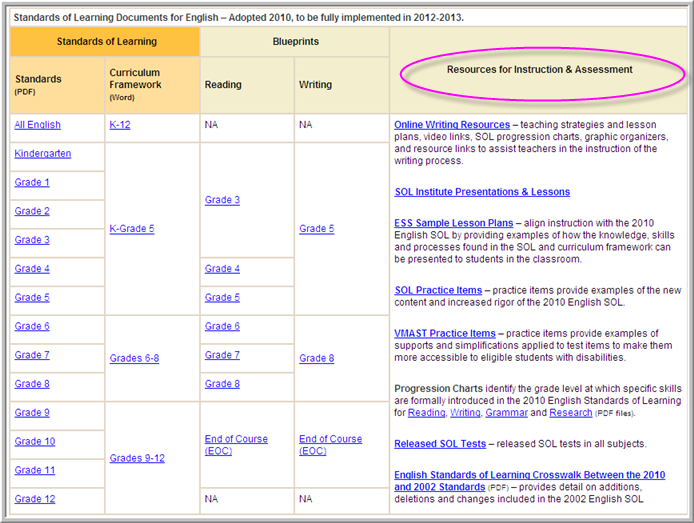 Standards of Learning Documents for English – Adopted 2010, to be fully implemented in 2012-2013.
Standards of Learning
Blueprints
Resources for Instruction & Assessment
Standards
(PDF)
Curriculum
Framework
(Word)
Reading
Writing
All English
K-12
NA
NA
Kindergarten
Grade 1
Grade 2
Grade 3
Grade 4
Grade 5
K-Grade 5
Grade 3
Grade 4
Grade 5
Grade 5
Grade 6
Grade 7
Grade 8
Grades 6-8
Grade 6
Grade 7
Grade 8
Grade 8
Grade 9
Grade 10
Grade 11
Grade 12
Grades 9-12
End of Course
(EOC)
End of Course
(EOC)
NA
NA
Online Writing Resources – teaching strategies and lesson
plans, video links, SOL progression charts, graphic organizers,
and resource links to assist teachers in the instruction of the
writing process.
SOL Institute Presentations & Lessons
ESS Sample Lesson Plans – align instruction with the 2010
English SOL by providing examples of how the knowledge, skills
and processes found in the SOL and curriculum framework can
be presented to students in the classroom.
SOL Practice Items – practice items provide examples of the new
content and increased rigor of the 2010 English SOL.
VMAST Practice Items – practice items provide examples of
supports and simplifications applied to test items to make them
more accessible to eligible students with disabilities.
Progression Charts identify the grade level at which specific skills
are formally introduced in the 2010 English Standards of Learning
for Reading, Writing, Grammar and Research (PDF files).
Released SOL Tests – released SOL tests in all subjects.
English Standards of Learning Crosswalk Between the 2010
and 2002 Standards (PDF) – provides detail on additions,
deletions and changes included in the 2002 English SOL